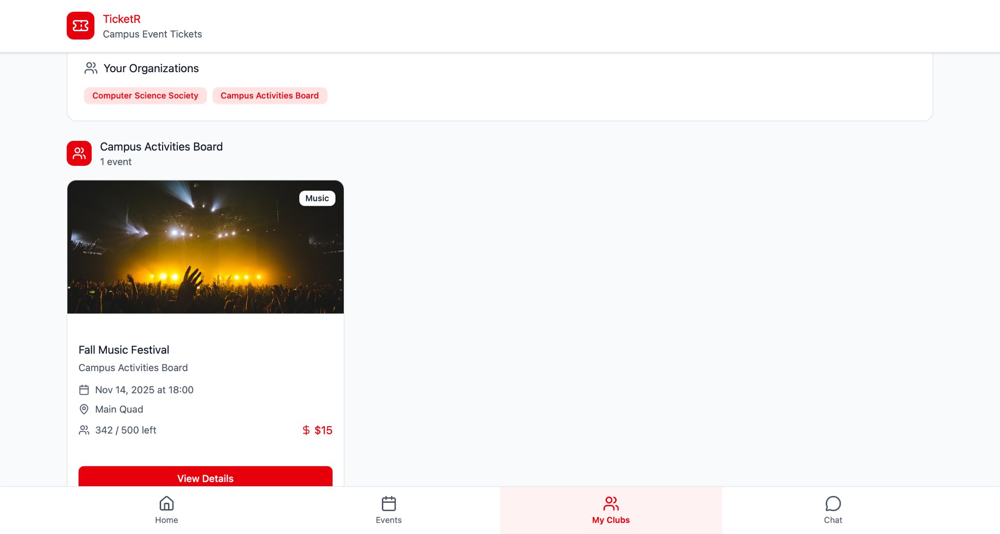 TicketR
Campus Event Tickets
Your Organizations
Computer Science Society
Campus Activities Board
Campus Activities Board
1 event
Music
Fall Music Festival
Campus Activities Board
Nov 14, 2025 at 18:00
Main Quad
342 / 500 left
$ $15
View Details
Home
Events
My Clubs
Chat